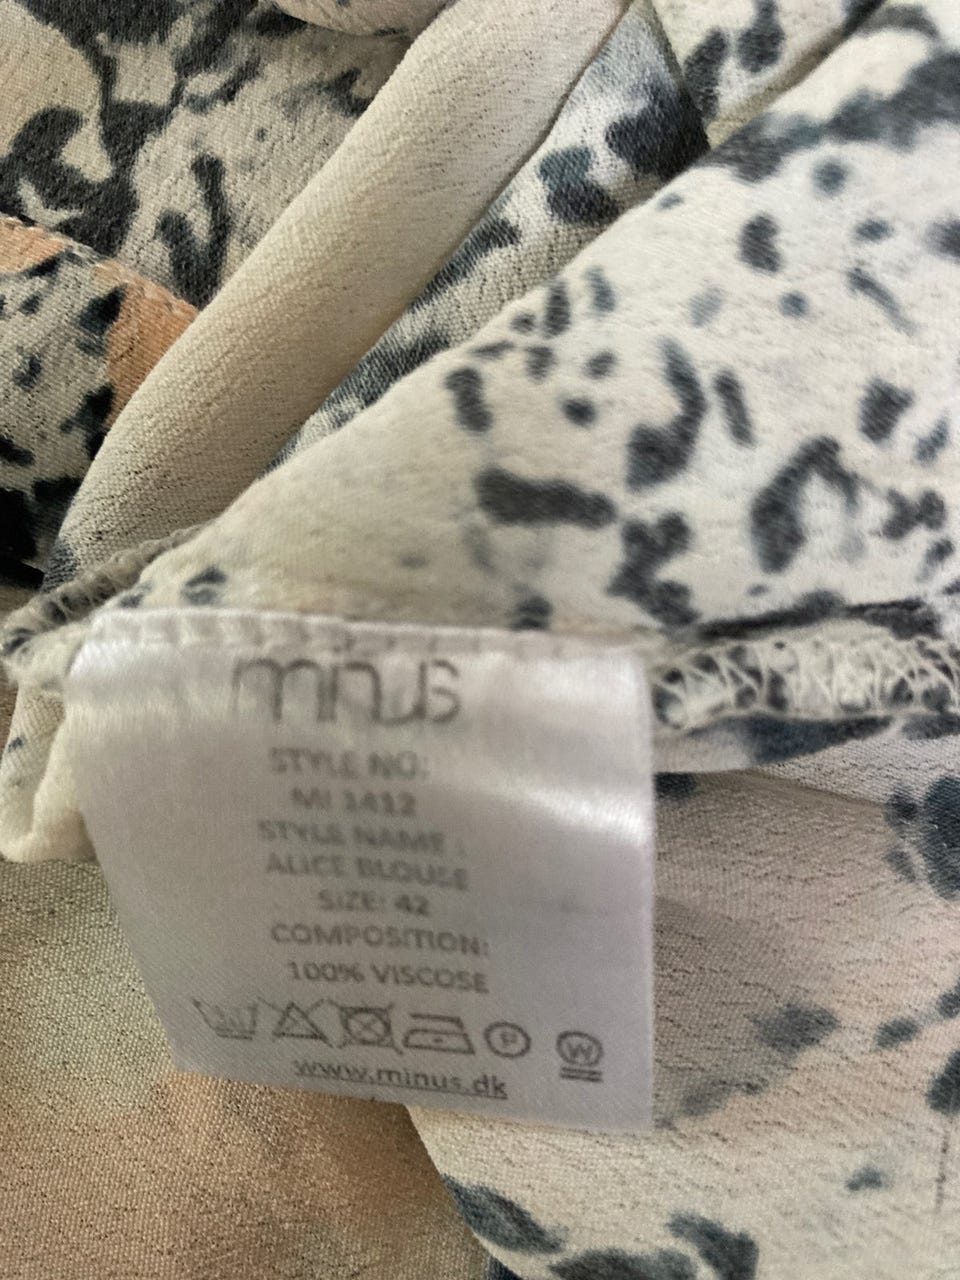 minus
STYLE NO:
MI 1412
STYLE NAME :
ALICE BLOUSE
SIZE: 42
COMPOSITION:
100% VISCOSE
P W
www.minus.dk